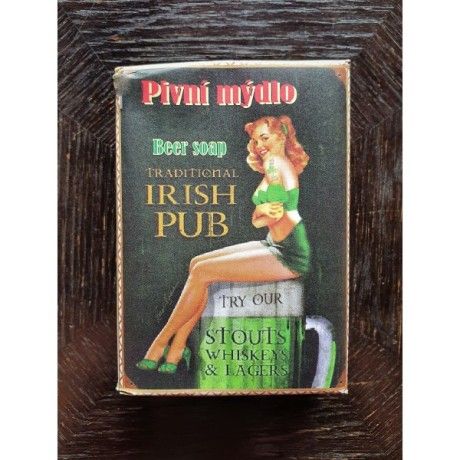 Pivní mýdlo
Beer soap
TRADITIONAL
IRISH
PUB
TRY OUR
STOUTS
WHISKEYS
& LAGERS